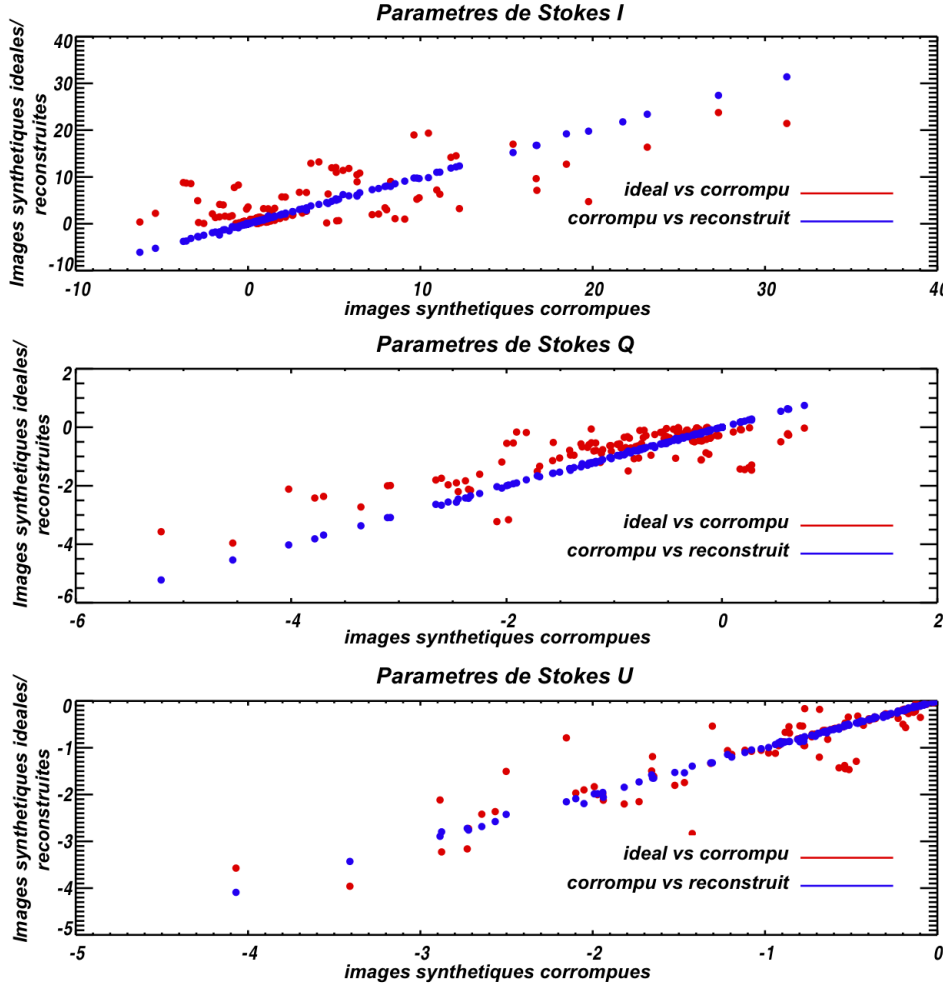 Parametres de Stokes I
Images synthetiques ideales/
reconstruites
40
30
20
10
0
-10
ideal vs corrompu
corrompu vs reconstruit
-10
0
10
20
30
40
images synthetiques corrompues
Parametres de Stokes Q
Images synthetiques ideales/
reconstruites
2
0
-2
-4
-6
ideal vs corrompu
corrompu vs reconstruit
-6
-4
-2
0
2
images synthetiques corrompues
Parametres de Stokes U
Images synthetiques ideales/
reconstruites
0
-1
-2
-3
-4
-5
ideal vs corrompu
corrompu vs reconstruit
-5
-4
-3
-2
-1
0
images synthetiques corrompues